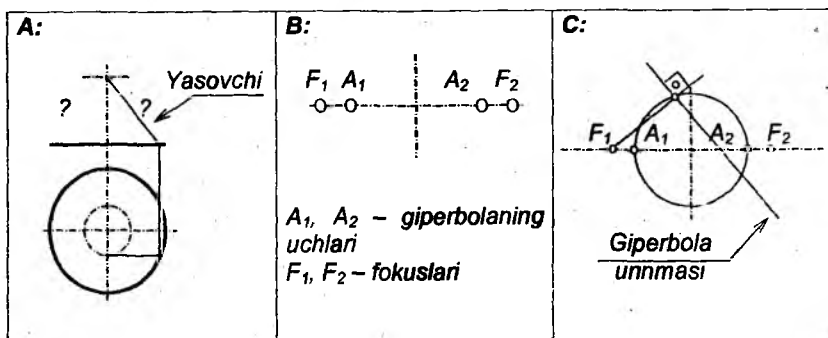 A:
?
?
Yasovchi
B:
F₁ A₁ A₂ F₂
A₁, A₂ – giperbolaning
uchlari
F₁, F₂ – fokuslari
C:
F₁ A₁ A₂ F₂
Giperbola
unnmasi